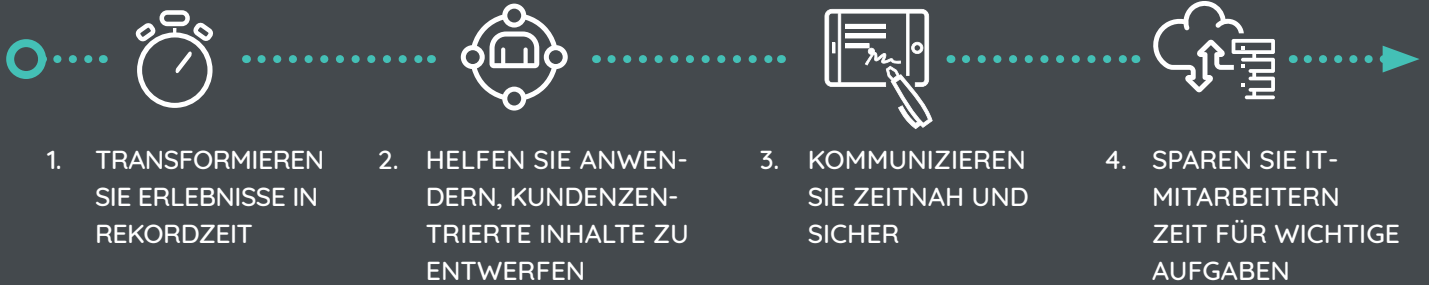 1. TRANSFORMIEREN
SIE ERLEBNISSE IN
REKORDZEIT
2. HELFEN SIE ANWEN-
DERN, KUNDENZEN-
TRIERTE INHALTE ZU
ENTWERFEN
3. KOMMUNIZIEREN
SIE ZEITNAH UND
SICHER
4. SPAREN SIE IT-
MITARBEITERN
ZEIT FÜR WICHTIGE
AUFGABEN